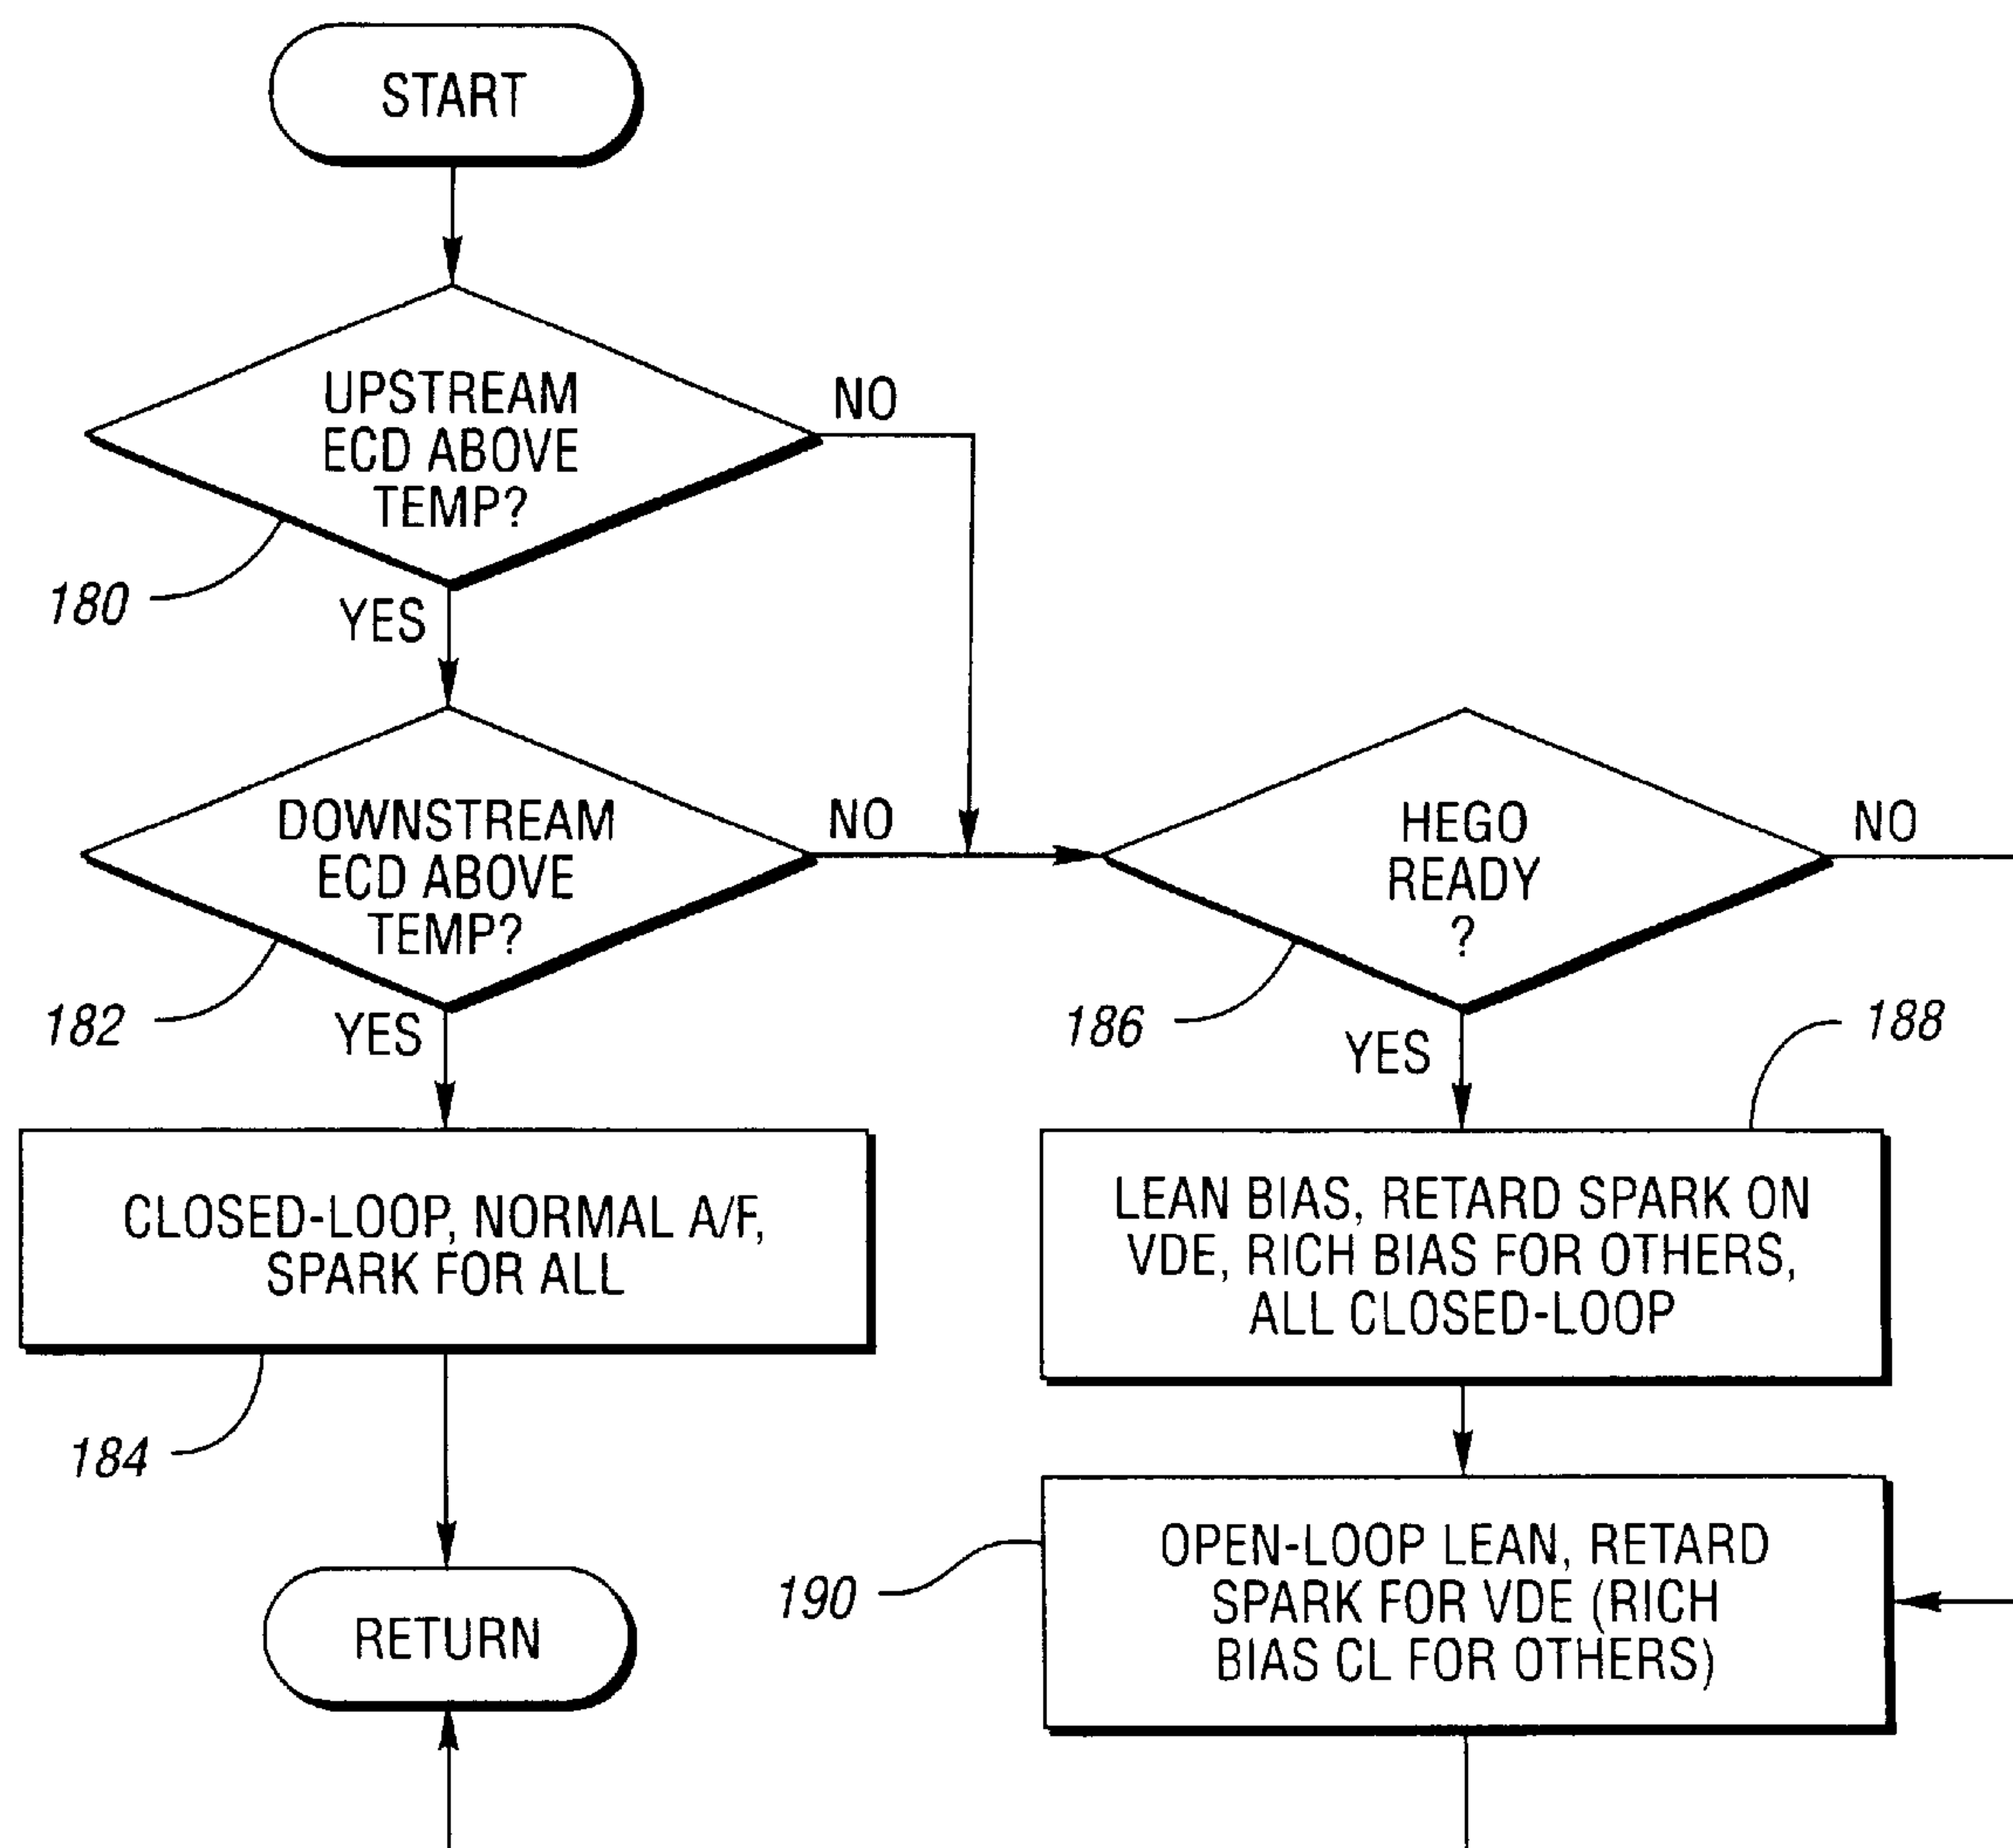 START
UPSTREAM
ECD ABOVE
TEMP?
NO
180
YES
DOWNSTREAM
ECD ABOVE
TEMP?
NO
182
YES
HEGO
READY
?
NO
186
YES
188
CLOSED-LOOP, NORMAL A/F,
SPARK FOR ALL
184
LEAN BIAS, RETARD SPARK ON
VDE, RICH BIAS FOR OTHERS,
ALL CLOSED-LOOP
190
OPEN-LOOP LEAN, RETARD
SPARK FOR VDE (RICH
BIAS CL FOR OTHERS)
RETURN